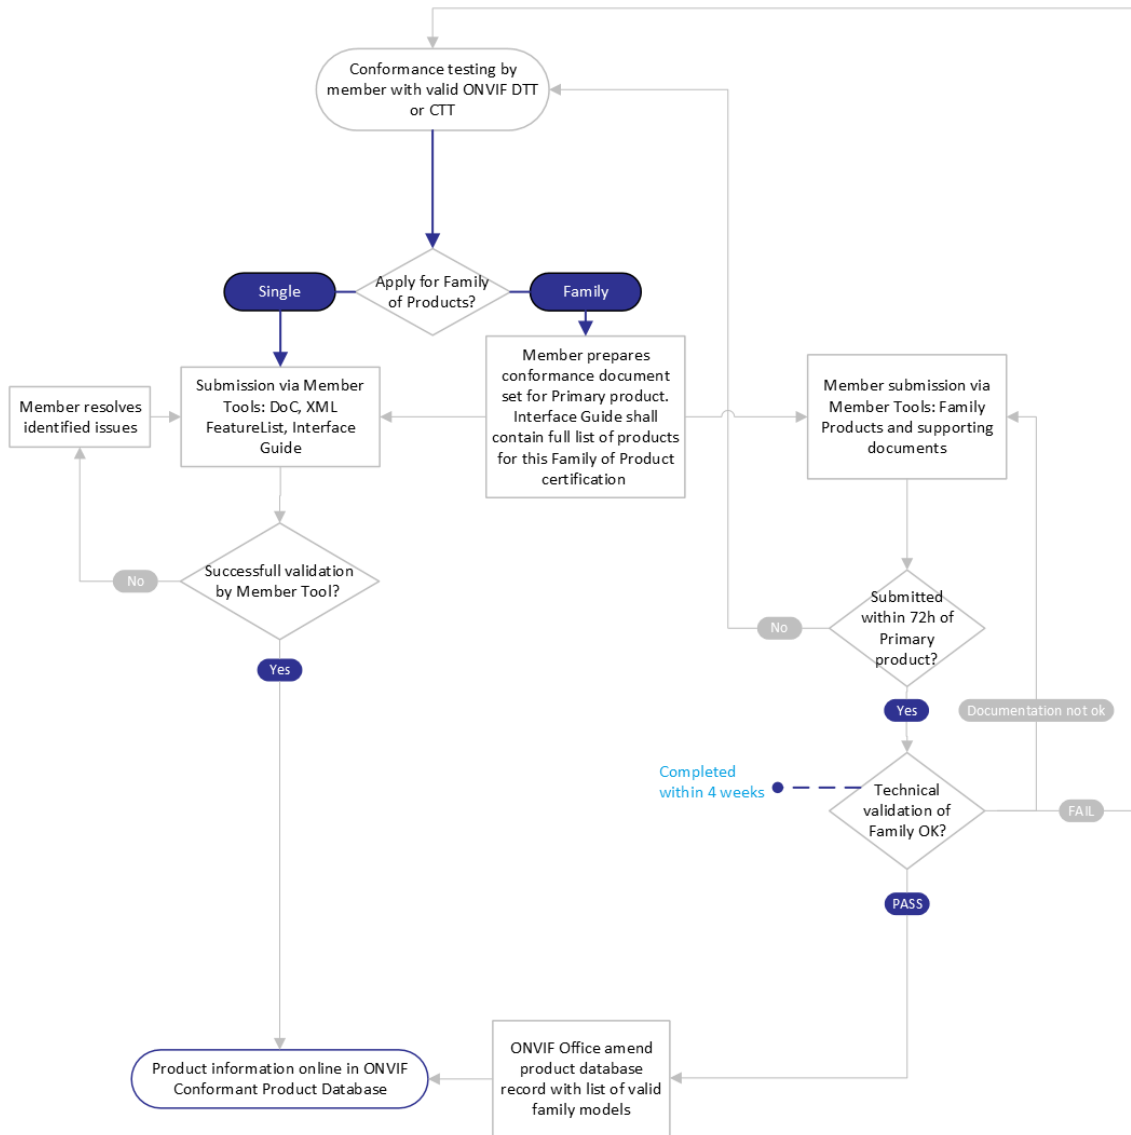 Conformance testing by
member with valid ONVIF DTT
or CTT
Apply for Family
of Products?
Single
Family
Member prepares
conformance document
set for Primary product.
Interface Guide shall
contain full list of products
for this Family of Product
certification
Submission via Member
Tools: DoC, XML
FeatureList, Interface
Guide
Member resolves
identified issues
Member submission via
Member Tools: Family
Products and supporting
documents
Successfull validation
by Member Tool?
No
Yes
Submitted
within 72h of
Primary
product?
No
Yes
Documentation not ok
Completed
within 4 weeks
Technical
validation of
Family OK?
FAIL
PASS
ONVIF Office amend
product database
record with list of valid
family models
Product information online in ONVIF
Conformant Product Database